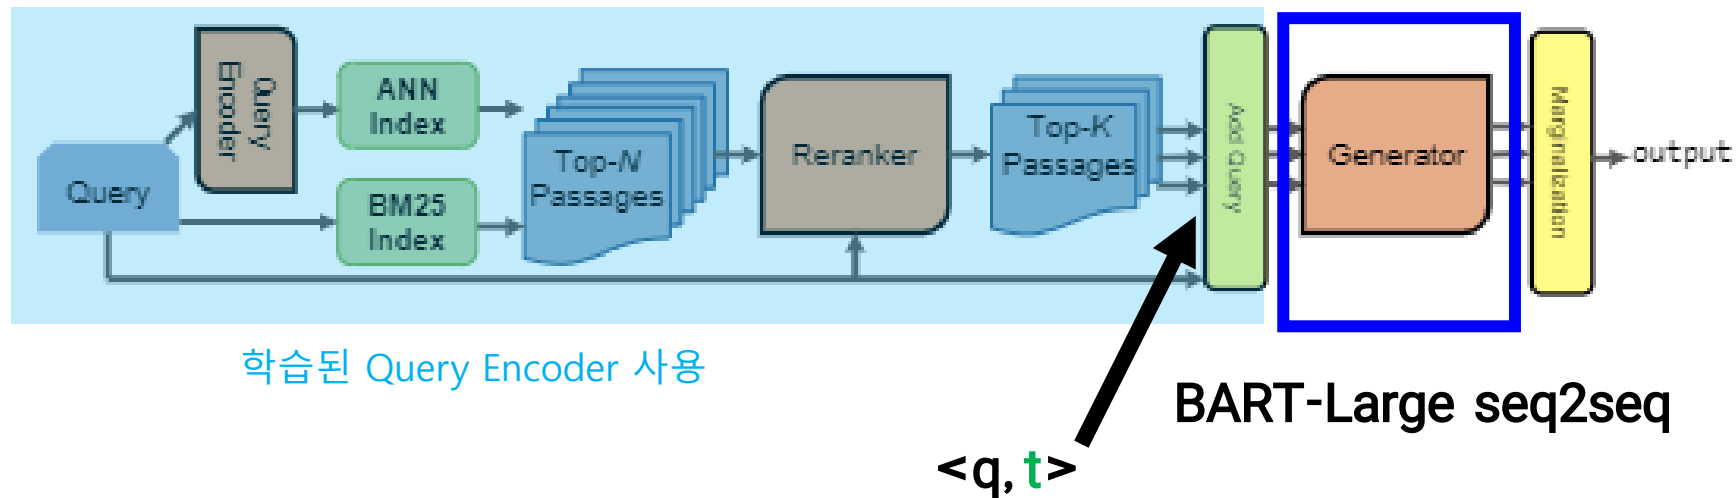 Query
Query
Encoder
ANN
Index
BM25
Index
Top-N
Passages
Reranker
Top-K
Passages
Add Query
Generator
Marginalization
output
학습된 Query Encoder 사용
BART-Large seq2seq
<q, t>